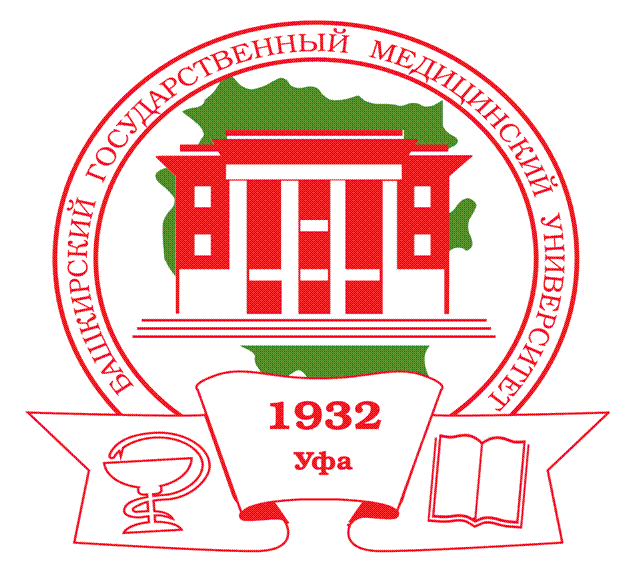 БАШКИРСКИЙ ГОСУДАРСТВЕННЫЙ МЕДИЦИНСКИЙ УНИВЕРСИТЕТ
1932
Уфа